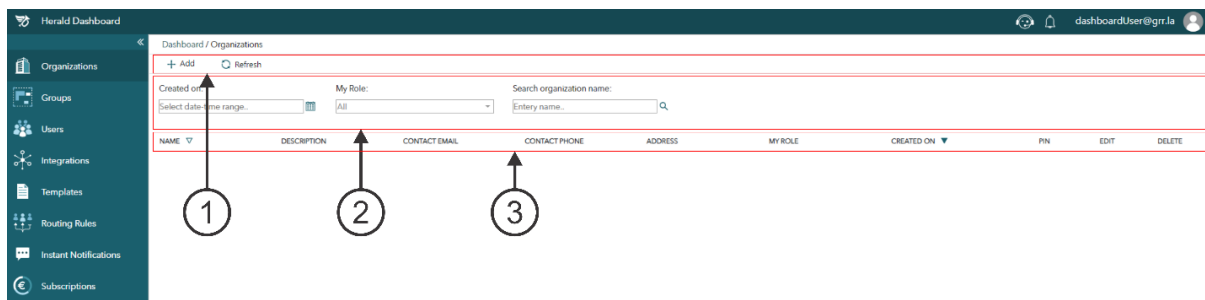 Herald Dashboard
dashboardUser@grr.la
«
Dashboard / Organizations
Organizations
Groups
Users
Integrations
Templates
Routing Rules
Instant Notifications
Subscriptions
+ Add Refresh
Created on: My Role: Search organization name:
Select date-time range.. All Entery name..
NAME DESCRIPTION CONTACT EMAIL CONTACT PHONE ADDRESS MY ROLE CREATED ON PIN EDIT DELETE
1 2 3